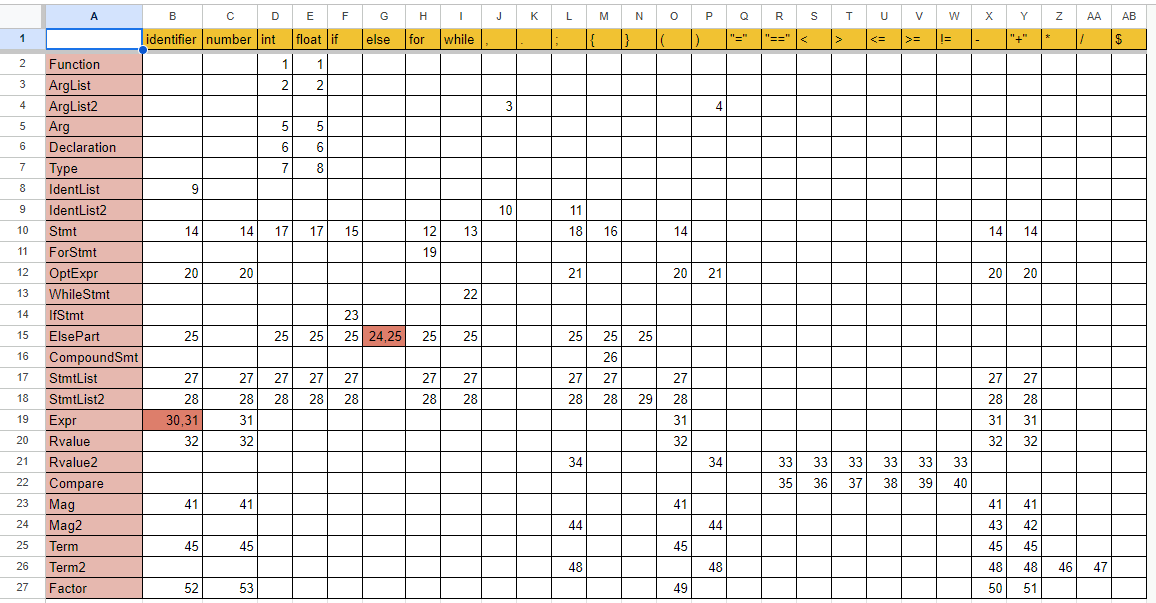 A B C D E F G H I J K L M N O P Q R S T U V W X Y Z AA AB
1 identifier number int float if else for while , . ; { } ( ) "=" "==" < > <= >= != - "+" * / $
2 Function 1 1
3 ArgList 2 2
4 ArgList2 3 4
5 Arg 5 5
6 Declaration 6 6
7 Type 7 8
8 IdentList 9
9 IdentList2 10 11
10 Stmt 14 14 17 17 15 12 13 18 16 14 14 14
11 ForStmt 19
12 OptExpr 20 20 21 20 21 20 20
13 WhileStmt 22
14 IfStmt 23
15 ElsePart 25 25 25 25 24,25 25 25 25 25 25
16 CompoundSmt 26
17 StmtList 27 27 27 27 27 27 27 27 27 27 27 27
18 StmtList2 28 28 28 28 28 28 28 28 28 29 28 28 28
19 Expr 30,31 31 31 31 31
20 Rvalue 32 32 32 32 32
21 Rvalue2 34 34 33 33 33 33 33 33
22 Compare 35 36 37 38 39 40
23 Mag 41 41 41 41 41
24 Mag2 44 44 43 42
25 Term 45 45 45 45 45
26 Term2 48 48 48 48 46 47
27 Factor 52 53 49 50 51